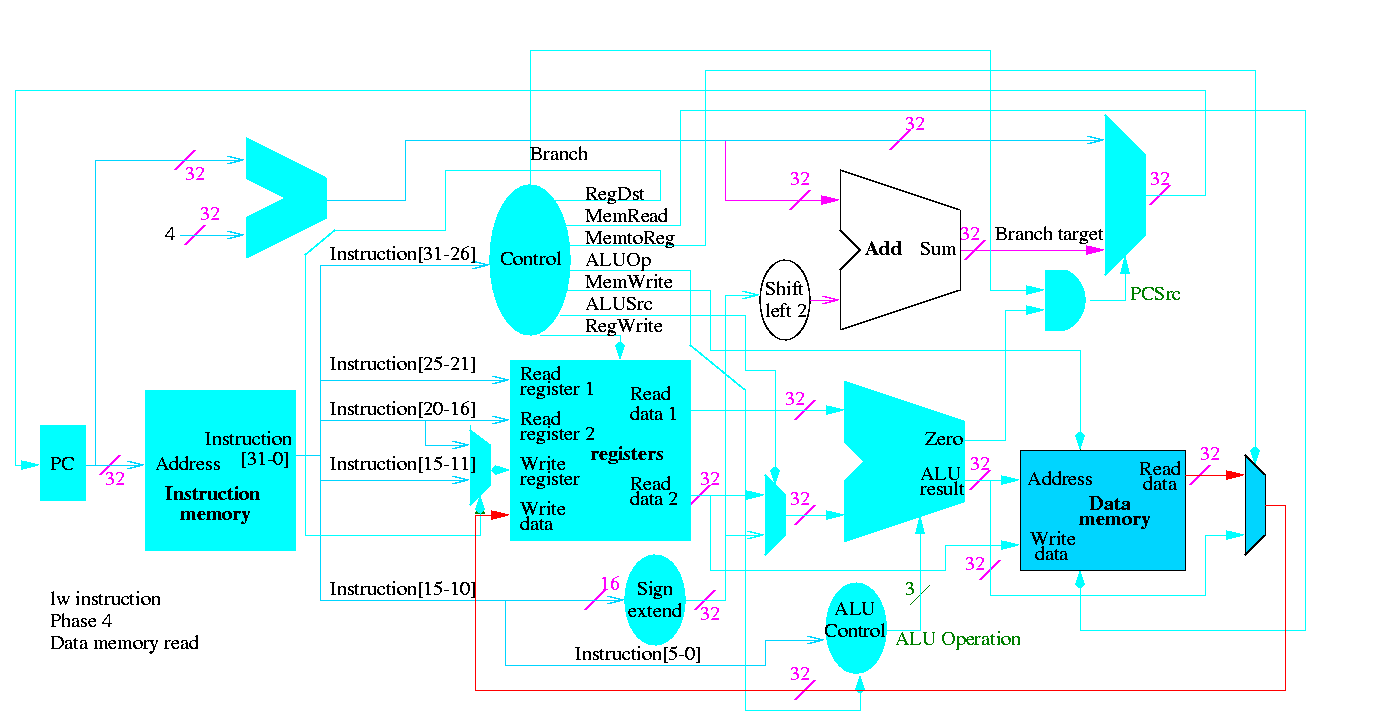 32
32
Branch
32
4
32
32
RegDst
MemRead
MemtoReg
ALUOp
MemWrite
ALUSrc
RegWrite
Control
Instruction[31-26]
32
Add
Sum
32
Branch target
32
Shift
left 2
PCSrc
Instruction[25-21]
Instruction[20-16]
Instruction[15-11]
Instruction[15-10]
Instruction[5-0]
PC
32
Instruction
[31-0]
Address
Instruction
memory
Read
register 1
Read
register 2
Write
register
Write
data
Read
data 1
registers
Read
data 2
32
32
32
Zero
ALU
result
32
Address
Read
data
Data
memory
Write
data
32
32
16
Sign
extend
32
ALU
Control
3
ALU Operation
32
lw instruction
Phase 4
Data memory read